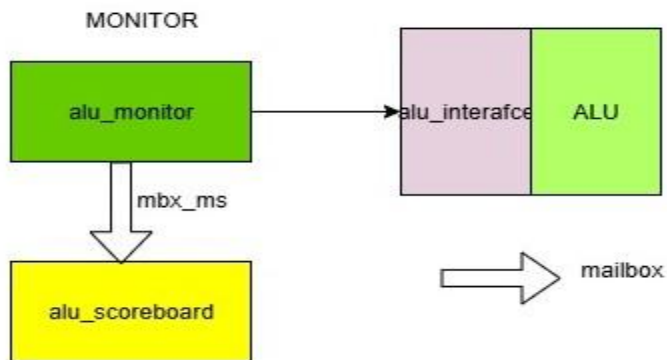 MONITOR
alu_monitor
alu_interafce
ALU
mbx_ms
mailbox
alu_scoreboard